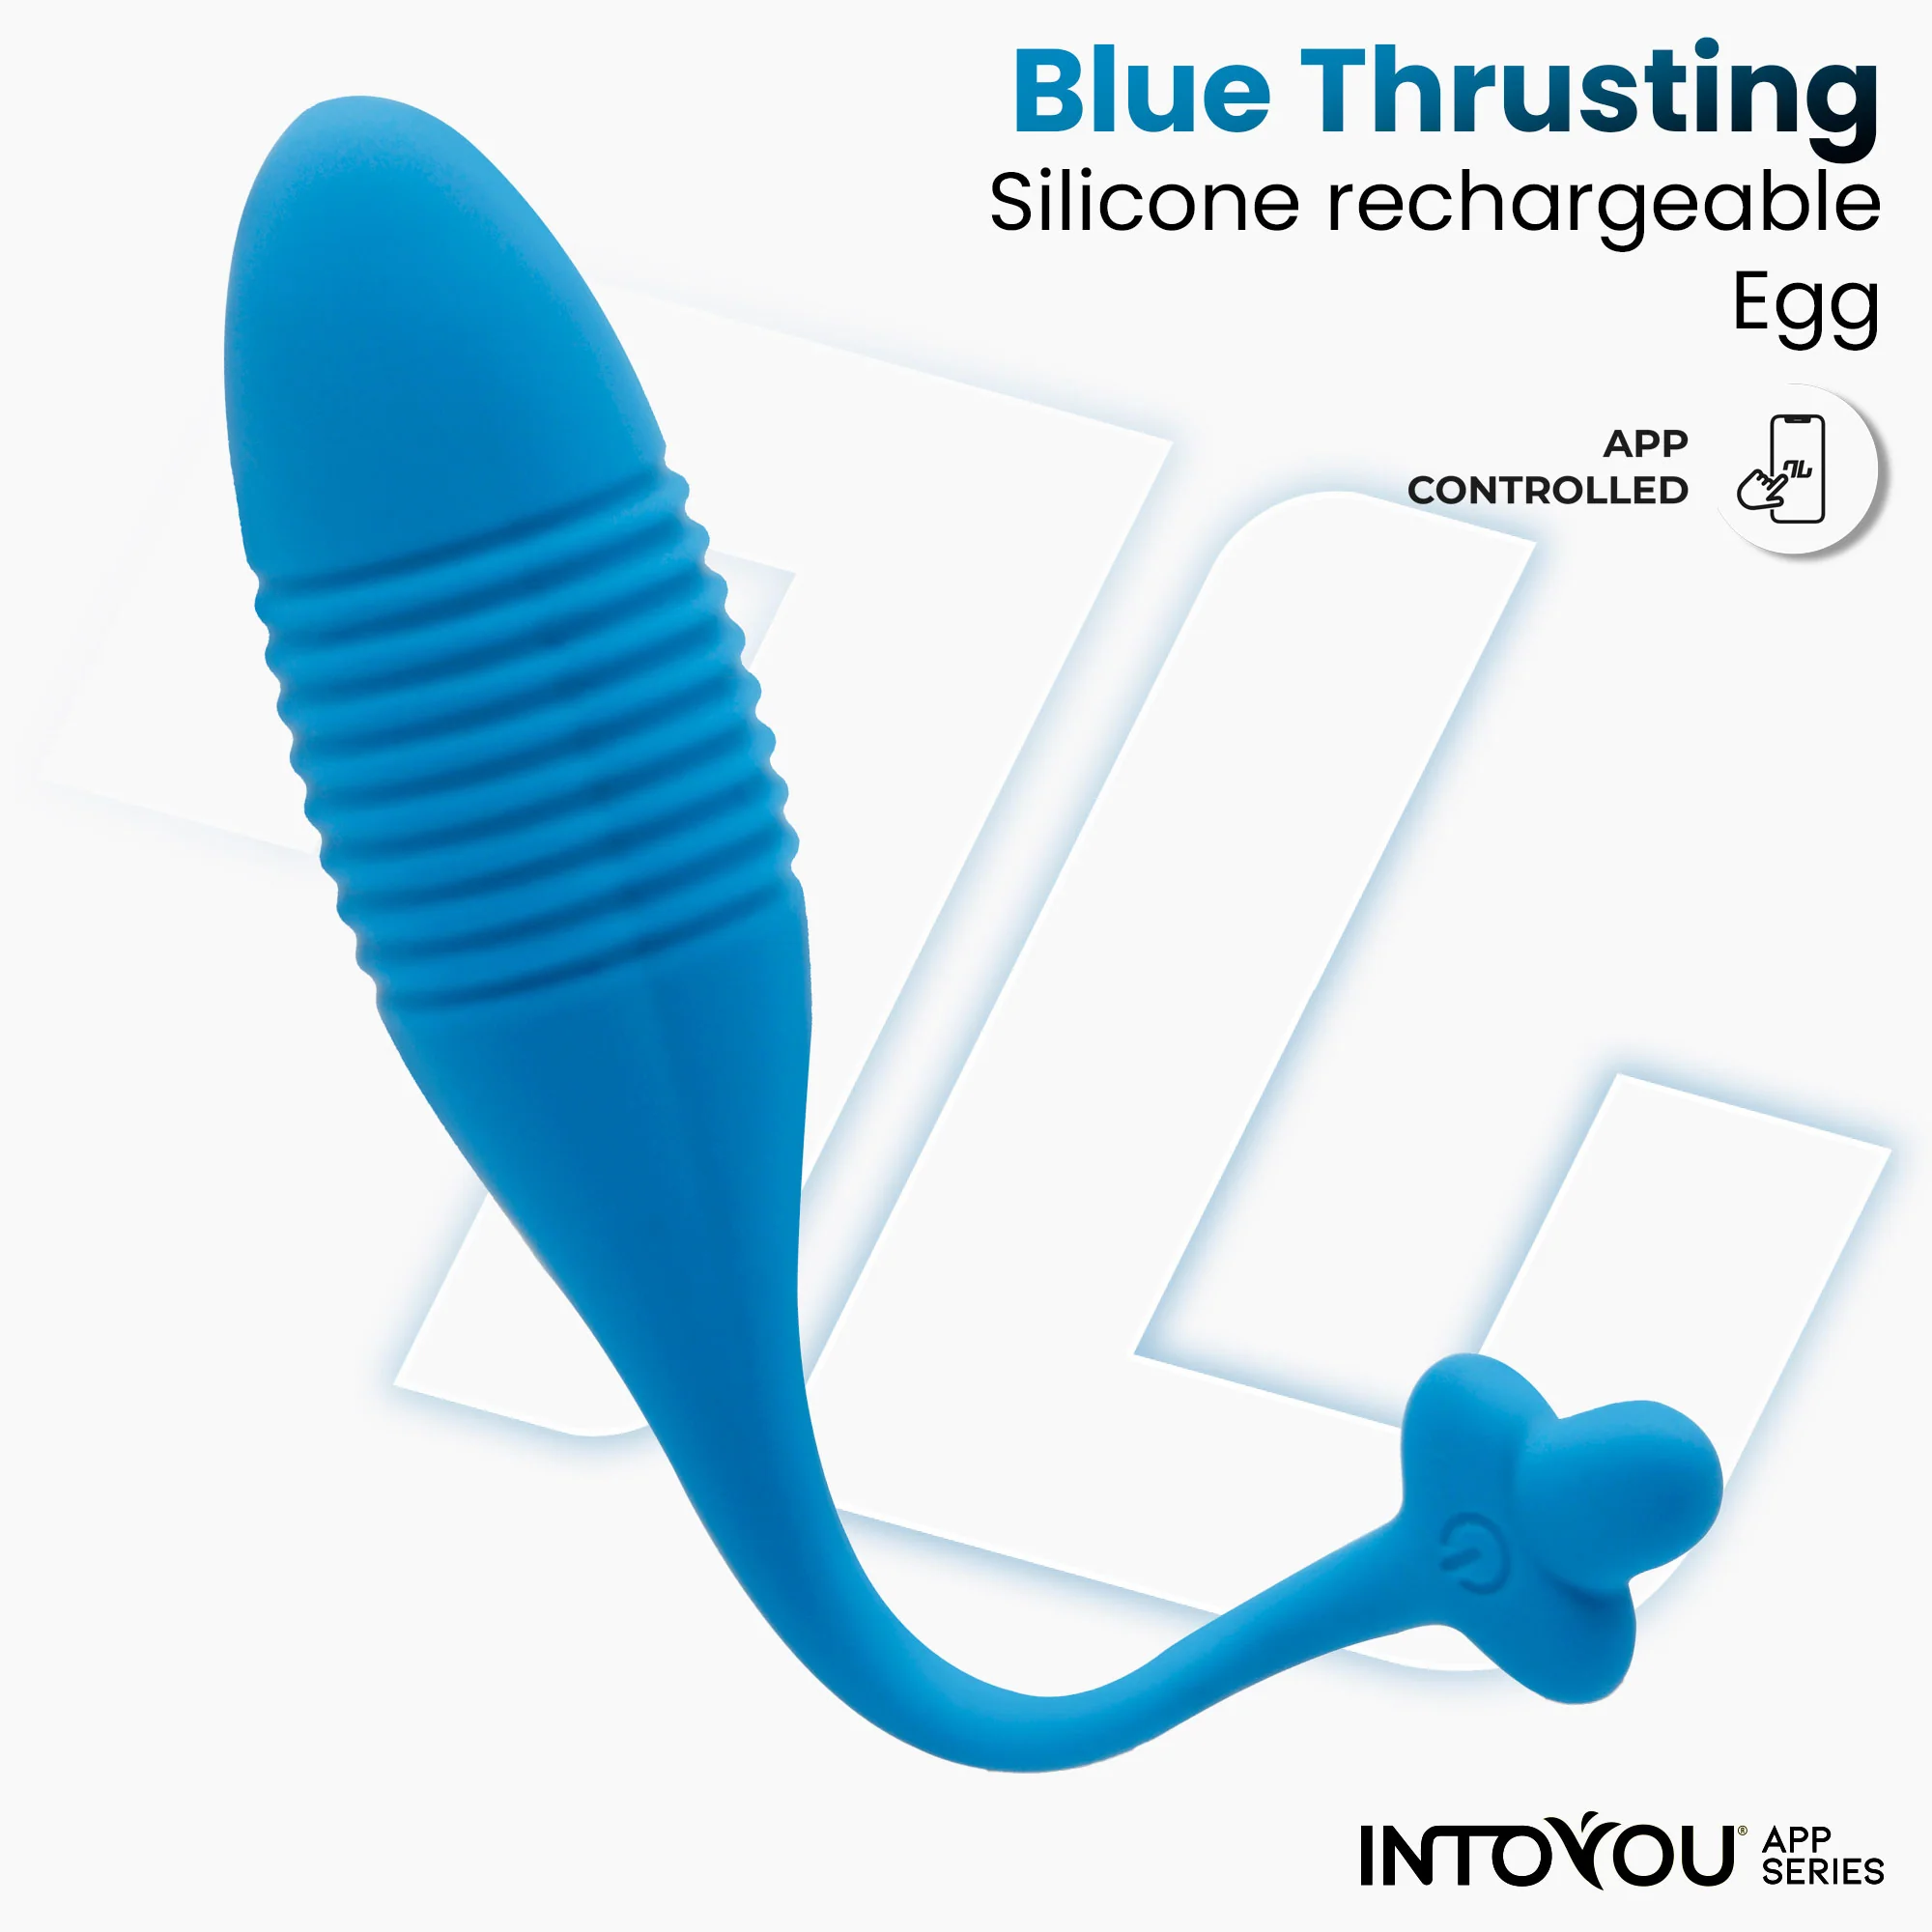 Blue Thrusting
Silicone rechargeable
Egg
APP
CONTROLLED
INTOYOU® APP
SERIES